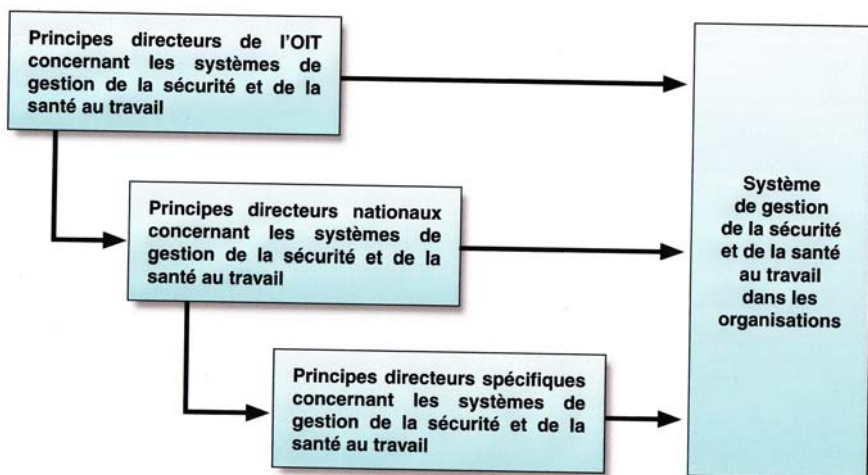 Principes directeurs de l'OIT
concernant les systèmes de
gestion de la sécurité et de la
santé au travail
Principes directeurs nationaux
concernant les systèmes de
gestion de la sécurité et de la
santé au travail
Principes directeurs spécifiques
concernant les systèmes de
gestion de la sécurité et de la
santé au travail
Système
de gestion
de la sécurité
et de la santé
au travail
dans les
organisations